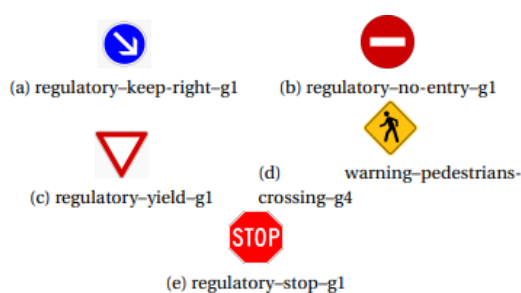 (a) regulatory–keep-right–g1
(b) regulatory–no-entry–g1
(c) regulatory–yield–g1
(d) warning–pedestrians-
crossing–g4
STOP
(e) regulatory–stop–g1